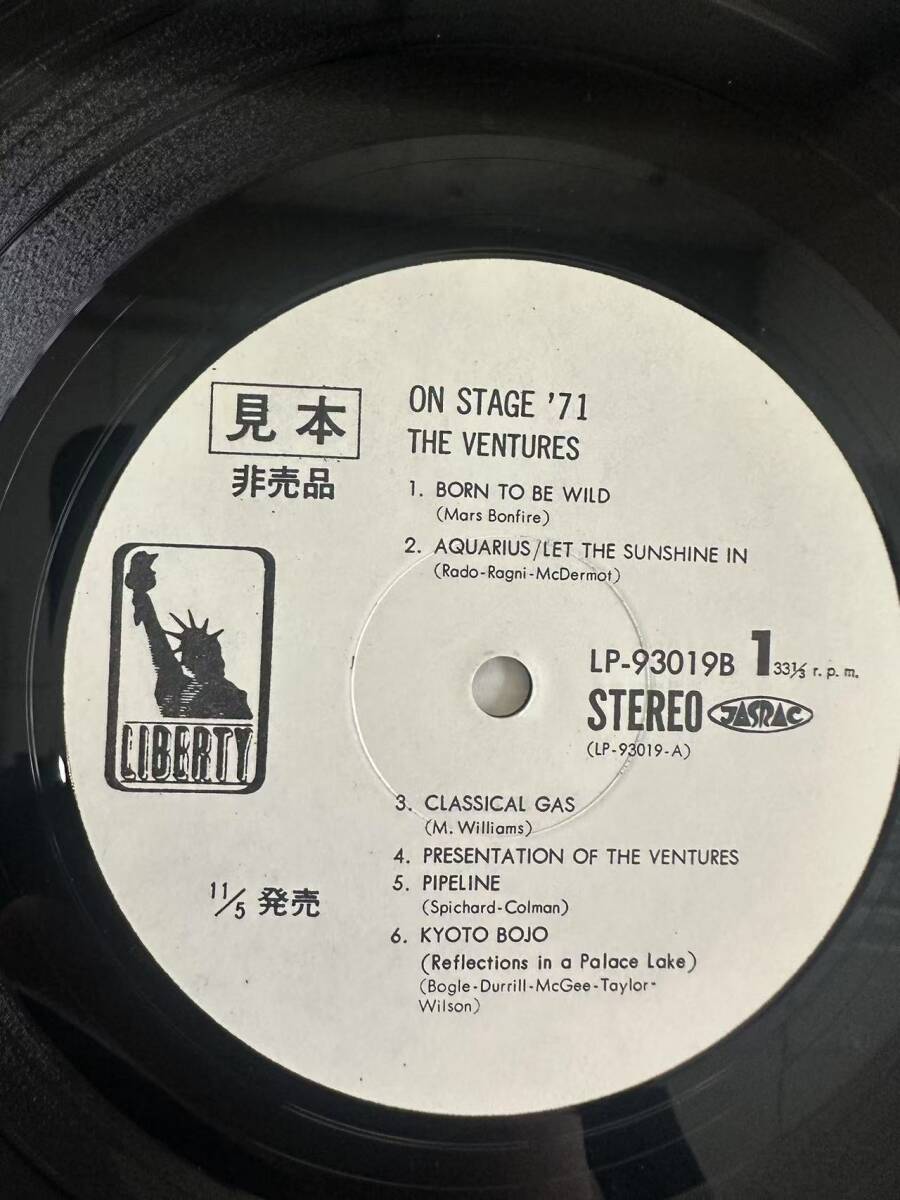 見本
非売品
ON STAGE '71
THE VENTURES
1. BORN TO BE WILD
(Mars Bonfire)
2. AQUARIUS/LET THE SUNSHINE IN
(Rado-Ragni-McDermot)
LIBERTY
LP-93019B 1 33⅓ r. p. m.
STEREO JASRAC
(LP-93019-A)
3. CLASSICAL GAS
(M. Williams)
4. PRESENTATION OF THE VENTURES
5. PIPELINE
(Spichard-Colman)
6. KYOTO BOJO
(Reflections in a Palace Lake)
(Bogle-Durrill-McGee-Taylor-
Wilson)
11/5 発売